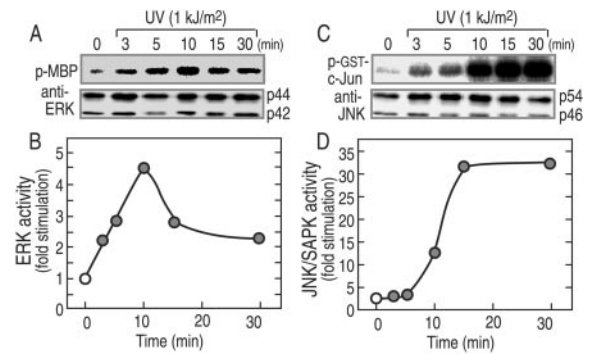 A
UV (1 kJ/m2)
0 3 5 10 15 30 (min)
p-MBP
anti-
ERK
p44
p42
B
ERK activity
(fold stimulation)
5
4
3
2
1
0
0 10 20 30
Time (min)
C
UV (1 kJ/m2)
0 3 5 10 15 30 (min)
p-GST-
c-Jun
anti-
JNK
p54
p46
D
JNK/SAPK activity
(fold stimulation)
35
30
25
20
15
10
5
0
0 10 20 30
Time (min)